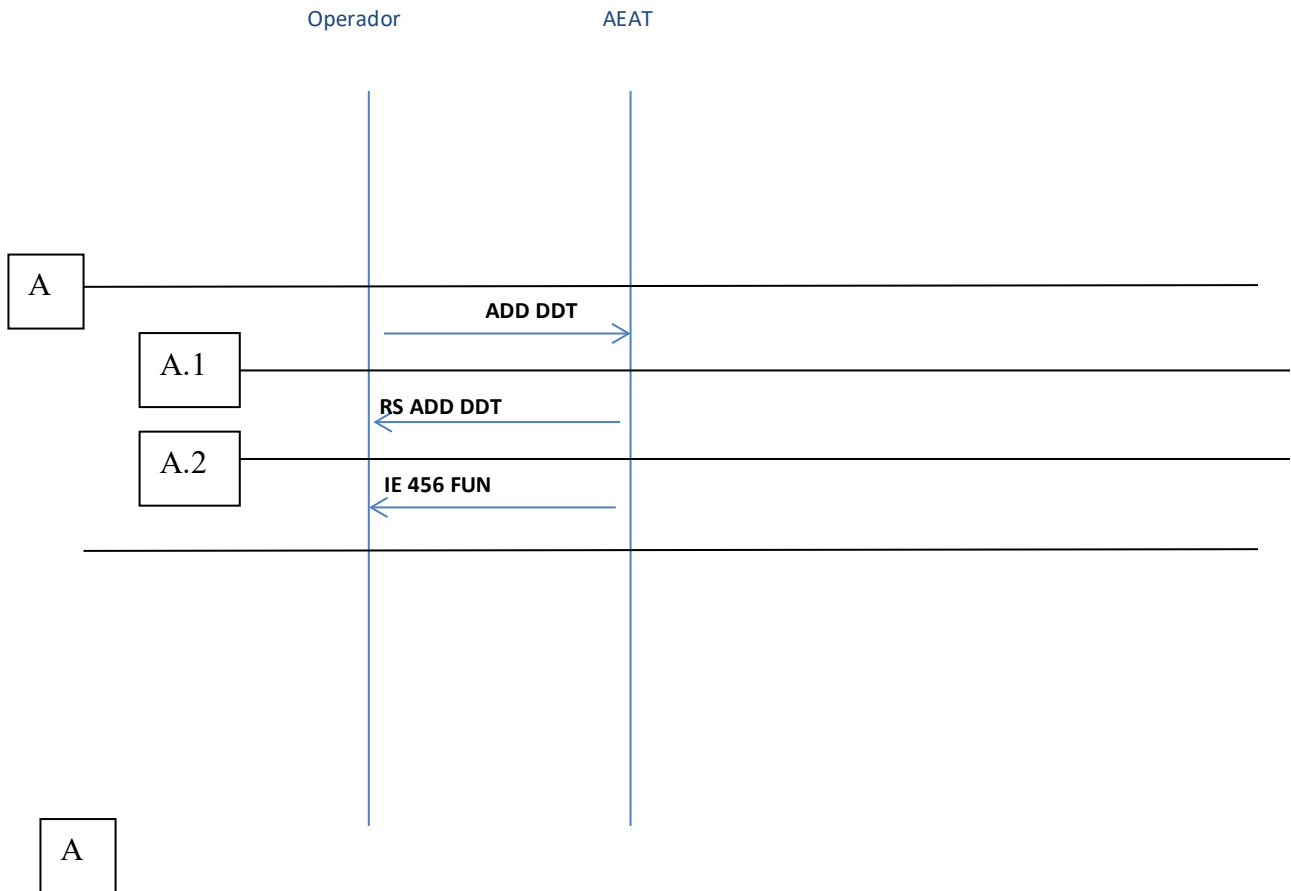 Operador AEAT
A
ADD DDT
A.1
RS ADD DDT
A.2
IE 456 FUN
A